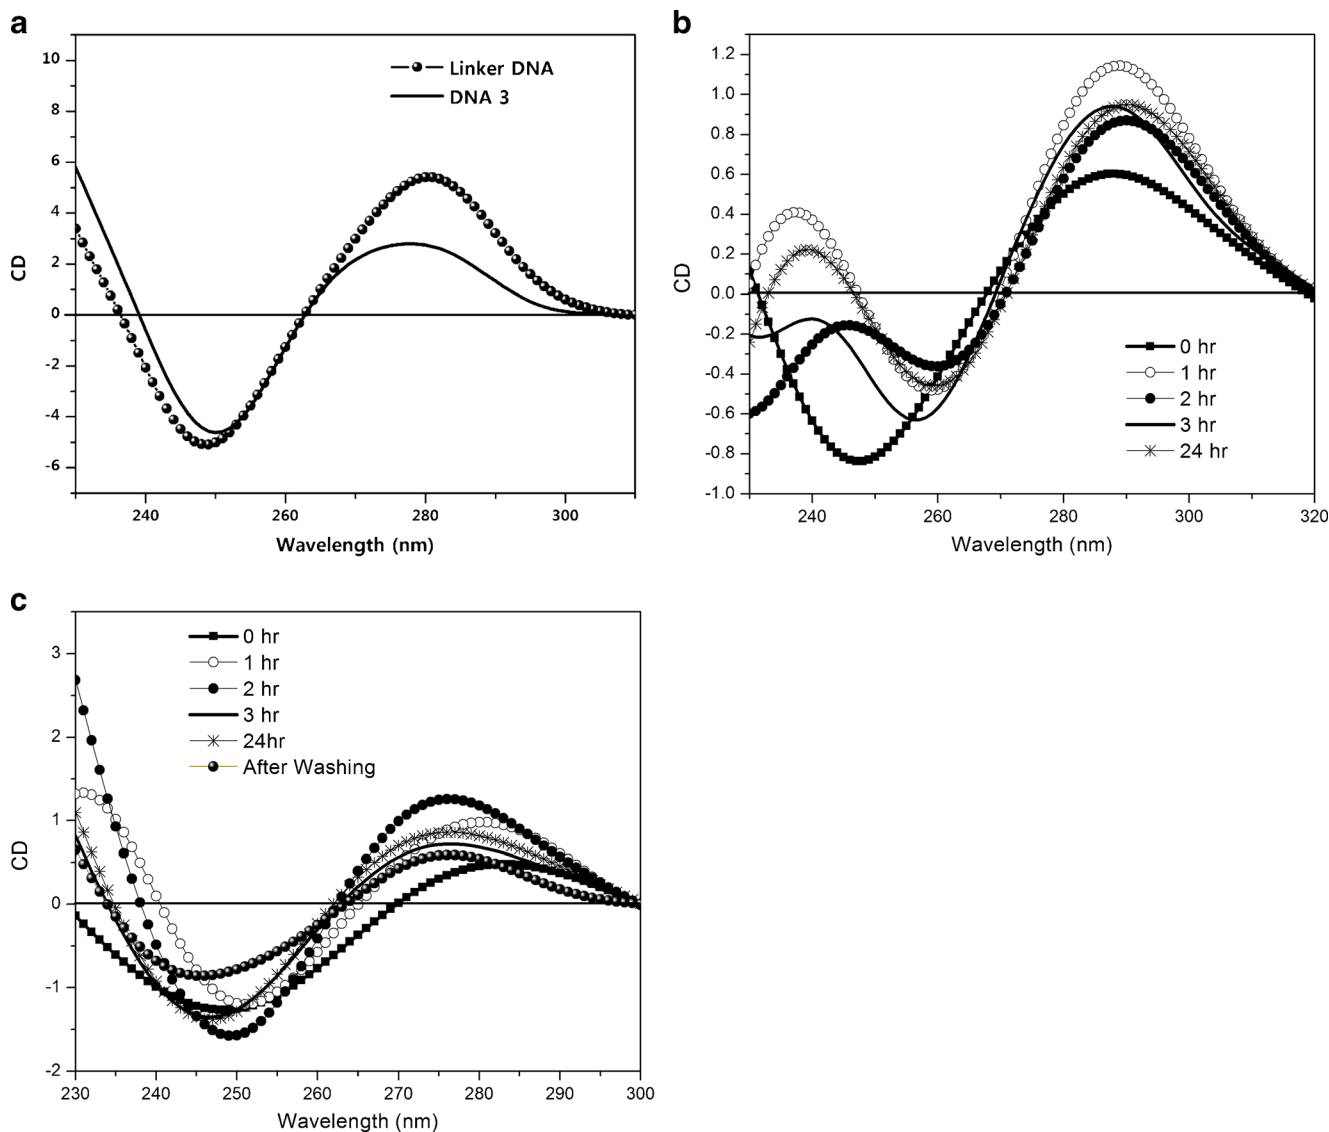 a
10
8
6
4
2
0
-2
-4
-6
CD
Linker DNA
DNA 3
240
260
280
300
Wavelength (nm)
b
1.2
1.0
0.8
0.6
0.4
0.2
0.0
-0.2
-0.4
-0.6
-0.8
-1.0
CD
0 hr
1 hr
2 hr
3 hr
24 hr
240
260
280
300
320
Wavelength (nm)
c
3
2
1
0
-1
-2
CD
0 hr
1 hr
2 hr
3 hr
24hr
After Washing
230
240
250
260
270
280
290
300
Wavelength (nm)